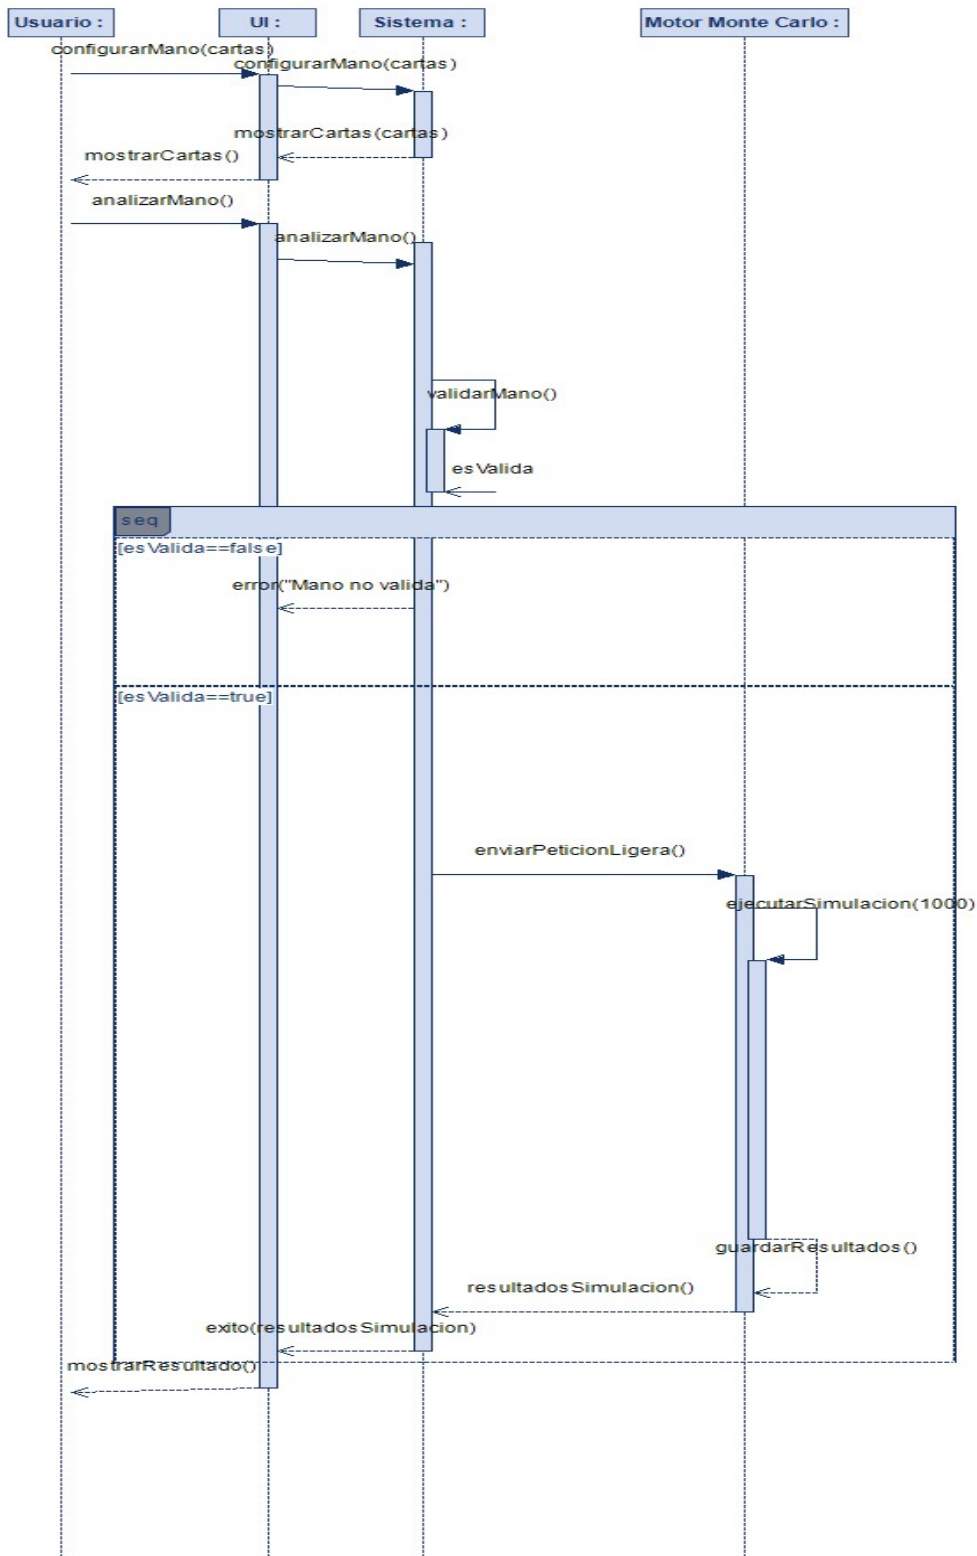 Usuario :
UI :
Sistema :
Motor Monte Carlo :
configurarMano(cartas)
configurarMano(cartas)
mostrarCartas(cartas)
mostrarCartas()
analizarMano()
analizarMano()
validarMano()
esValida
seq
[esValida==false]
error("Mano no valida")
[esValida==true]
enviarPeticionLigera()
ejecutarSimulacion(1000)
guardarResultados()
resultadosSimulacion()
exito(resultadosSimulacion)
mostrarResultado()